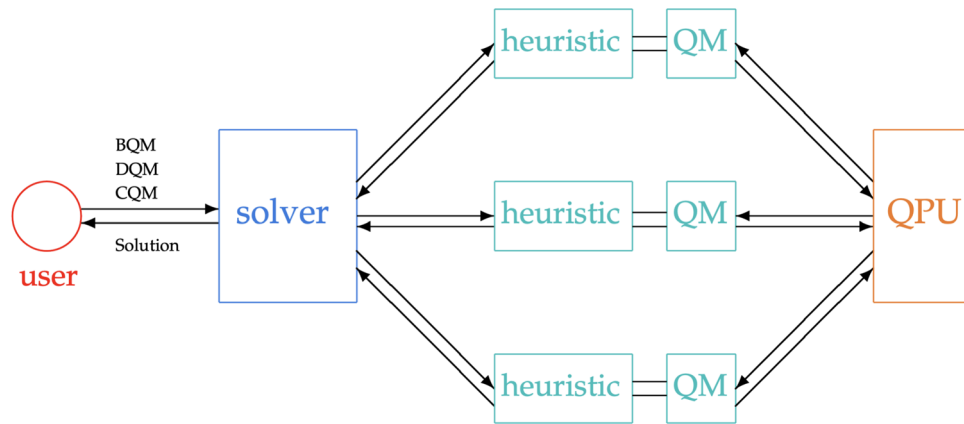 heuristic
QM
BQM
DQM
CQM
solver
heuristic
QM
QPU
Solution
user
heuristic
QM